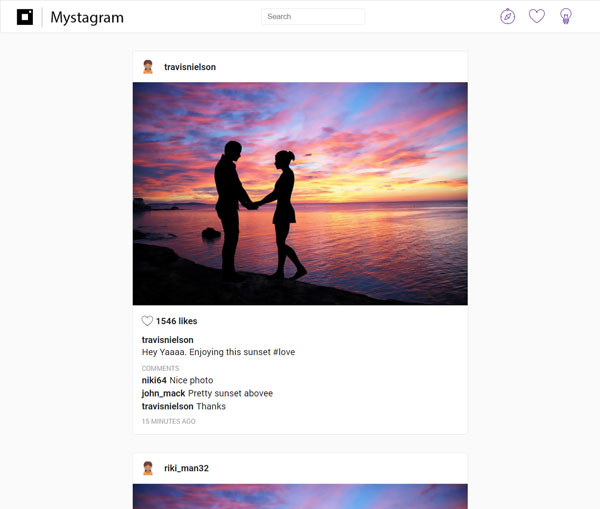 Mystagram
Search
travisnielson
1546 likes
travisnielson
Hey Yaaaa. Enjoying this sunset #love
COMMENTS
niki64 Nice photo
john_mack Pretty sunset abovee
travisnielson Thanks
15 MINUTES AGO
riki_man32